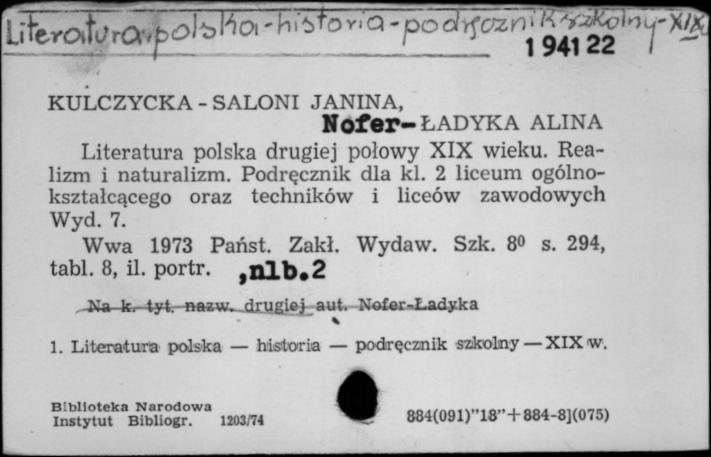 Literatura polska-historia-podręcznik szkolny-XIX w.
194122
KULCZYCKA - SALONI JANINA,
Nofer-ŁADYKA ALINA
Literatura polska drugiej połowy XIX wieku. Rea-
lizm i naturalizm. Podręcznik dla kl. 2 liceum ogólno-
kształcącego oraz techników i liceów zawodowych
Wyd. 7.
Wwa 1973 Państ. Zakł. Wydaw. Szk. 8⁰ s. 294,
tabl. 8, il. portr. ,nlb.2
Na k. tyt. nazw. drugiej aut. Nofer-Ładyka
1. Literatura polska — historia — podręcznik szkolny — XIX w.
Biblioteka Narodowa
Instytut Bibliogr. 1203/74 884(091)"18"+884-8](075)